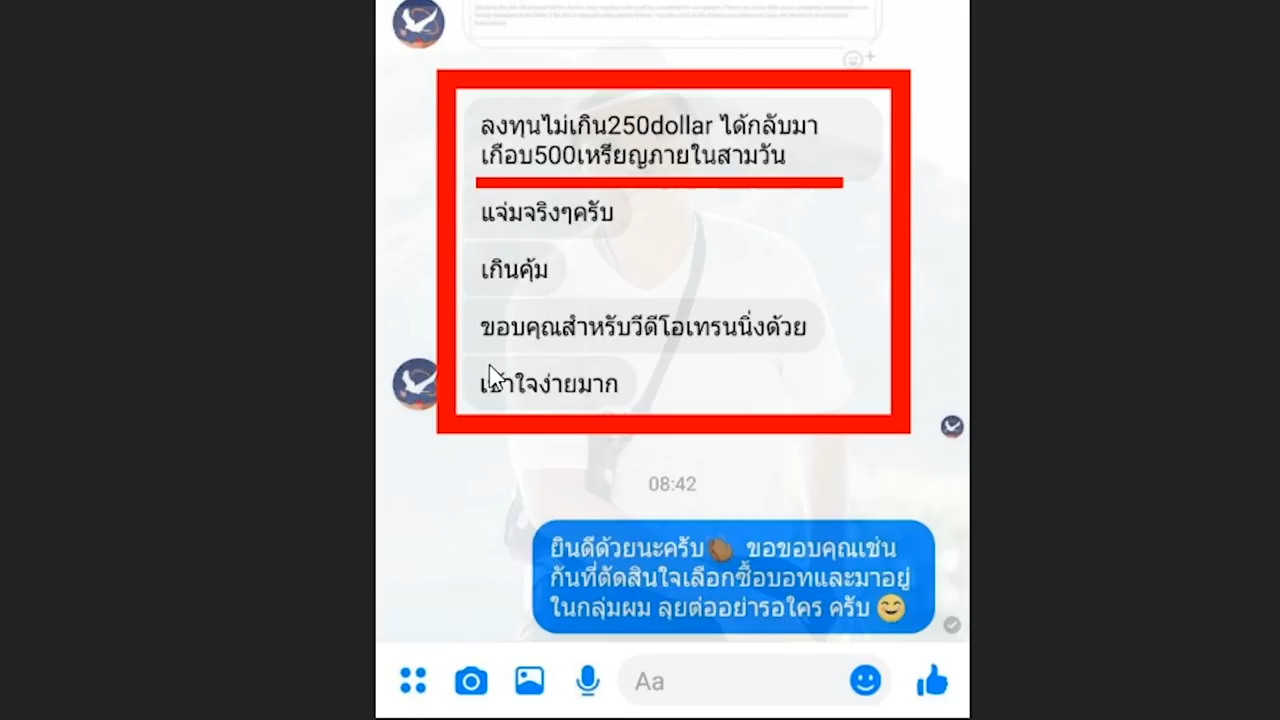 ลงทุนไม่เกิน250dollar ได้กลับมา
เกือบ500เหรียญภายในสามวัน
แจ่มจริงๆครับ
เกินคุ้ม
ขอบคุณสำหรับวีดีโอเทรนนิ่งด้วย
เข้าใจง่ายมาก
08:42
ยินดีด้วยนะครับ👏 ขอขอบคุณเช่น
กันที่ตัดสินใจเลือกซื้อบอทและมาอยู่
ในกลุ่มผม ลุยต่ออย่ารอใคร ครับ😊
Aa